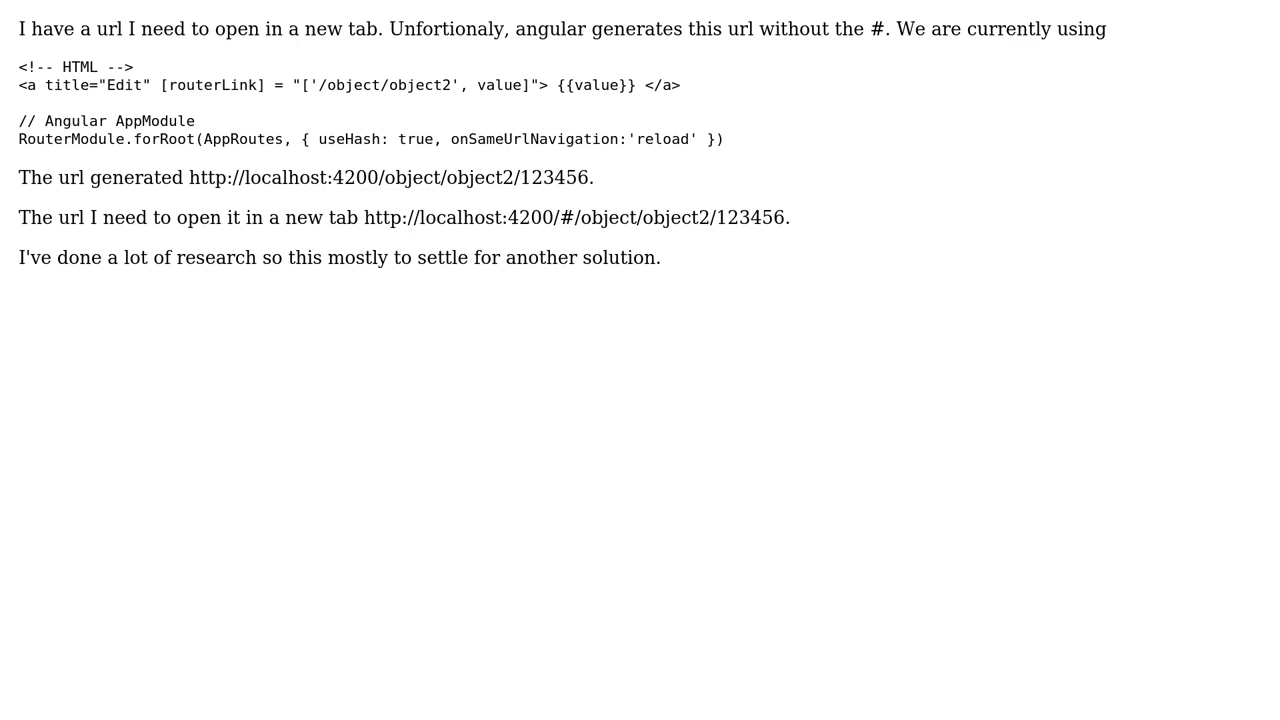 I have a url I need to open in a new tab. Unfortionaly, angular generates this url without the #. We are currently using
<!-- HTML -->
<a title="Edit" [routerLink] = "['/object/object2', value]"> {{value}} </a>
// Angular AppModule
RouterModule.forRoot(AppRoutes, { useHash: true, onSameUrlNavigation:'reload' })
The url generated http://localhost:4200/object/object2/123456.
The url I need to open it in a new tab http://localhost:4200/#/object/object2/123456.
I've done a lot of research so this mostly to settle for another solution.